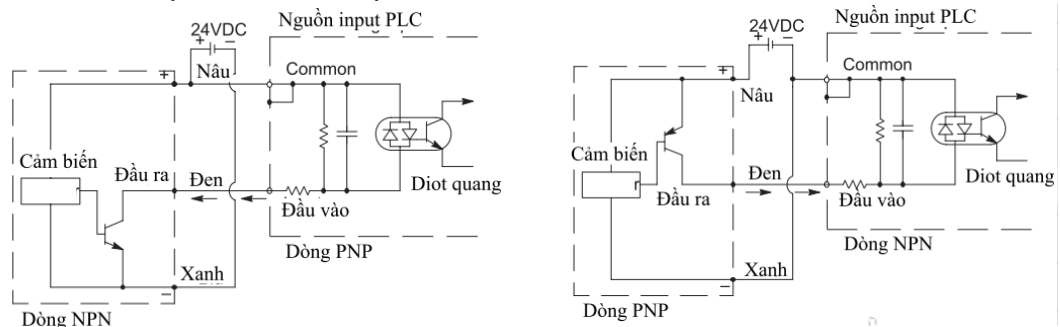 Nguồn input PLC
24VDC
+ −
+
Nâu
Common
Cảm biến
Đầu ra
Đen
Đầu vào
Diot quang
Dòng PNP
Xanh
−
Dòng NPN
Nguồn input PLC
24VDC
+ −
+
Nâu
Common
Cảm biến
Đầu ra
Đen
Đầu vào
Diot quang
Dòng NPN
Xanh
−
Dòng PNP